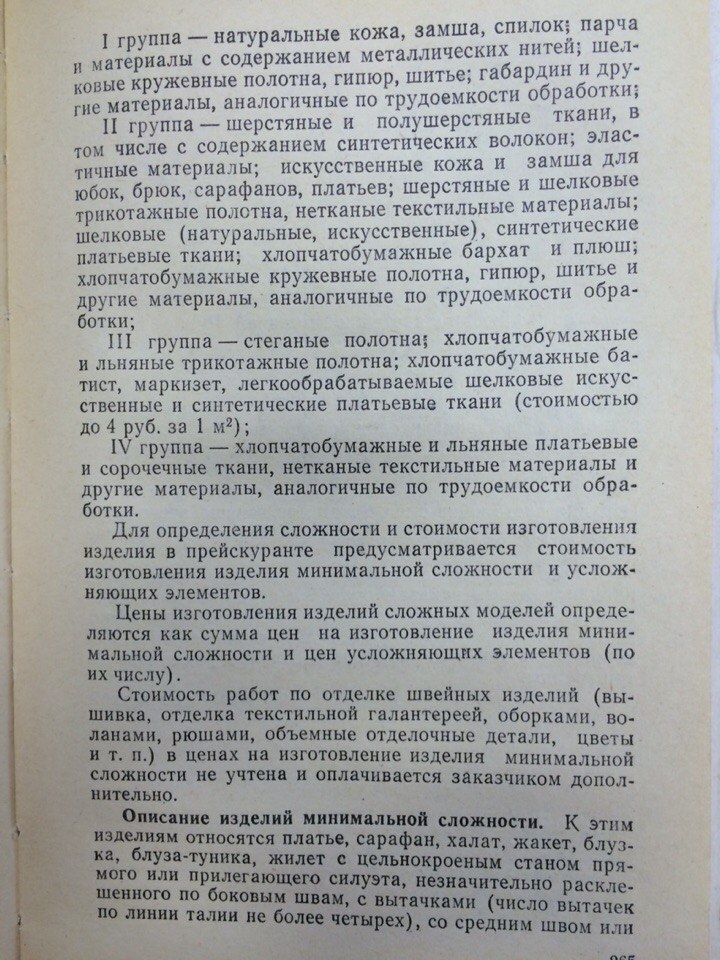 I группа — натуральные кожа, замша, спилок; парча
и материалы с содержанием металлических нитей; шел-
ковые кружевные полотна, гипюр, шитье; габардин и дру-
гие материалы, аналогичные по трудоемкости обработки;
II группа — шерстяные и полушерстяные ткани, в
том числе с содержанием синтетических волокон; элас-
тичные материалы; искусственные кожа и замша для
юбок, брюк, сарафанов, платьев; шерстяные и шелковые
трикотажные полотна, нетканые текстильные материалы;
шелковые (натуральные, искусственные), синтетические
платьевые ткани; хлопчатобумажные бархат и плюш;
хлопчатобумажные кружевные полотна, гипюр, шитье и
другие материалы, аналогичные по трудоемкости обра-
ботки;
III группа — стеганые полотна; хлопчатобумажные
и льняные трикотажные полотна; хлопчатобумажные ба-
тист, маркизет, легкообрабатываемые шелковые искус-
ственные и синтетические платьевые ткани (стоимостью
до 4 руб. за 1 м²);
IV группа — хлопчатобумажные и льняные платьевые
и сорочечные ткани, нетканые текстильные материалы и
другие материалы, аналогичные по трудоемкости обра-
ботки.
Для определения сложности и стоимости изготовления
изделия в прейскуранте предусматривается стоимость
изготовления изделия минимальной сложности и услож-
няющих элементов.
Цены изготовления изделий сложных моделей опреде-
ляются как сумма цен на изготовление изделия мини-
мальной сложности и цен усложняющих элементов (по
их числу).
Стоимость работ по отделке швейных изделий (вы-
шивка, отделка текстильной галантереей, оборками, во-
ланами, рюшами, объемные отделочные детали, цветы
и т. п.) в ценах на изготовление изделия минимальной
сложности не учтена и оплачивается заказчиком допол-
нительно.
Описание изделий минимальной сложности. К этим
изделиям относятся платье, сарафан, халат, жакет, блуз-
ка, блуза-туника, жилет с цельнокроеным станом пря-
мого или прилегающего силуэта, незначительно раскле-
шенного по боковым швам, с вытачками (число вытачек
по линии талии не более четырех), со средним швом или